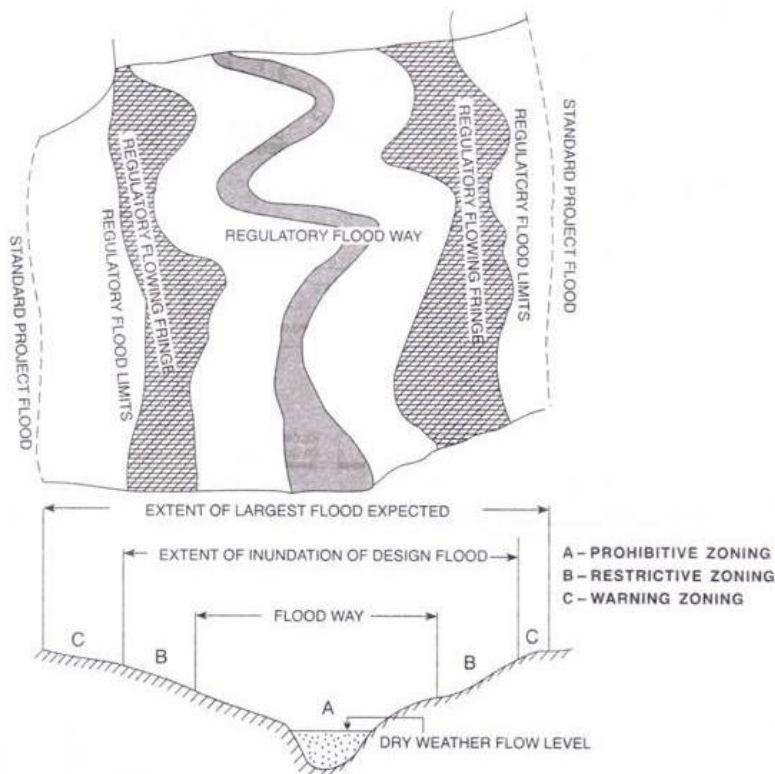 STANDARD PROJECT FLOOD
REGULATORY FLOOD LIMITS
REGULATORY FLOWING FRINGE
REGULATORY FLOOD WAY
REGULATORY FLOWING FRINGE
REGULATORY FLOOD LIMITS
STANDARD PROJECT FLOOD
EXTENT OF LARGEST FLOOD EXPECTED
EXTENT OF INUNDATION OF DESIGN FLOOD
FLOOD WAY
A – PROHIBITIVE ZONING
B – RESTRICTIVE ZONING
C – WARNING ZONING
C
B
A
B
C
DRY WEATHER FLOW LEVEL